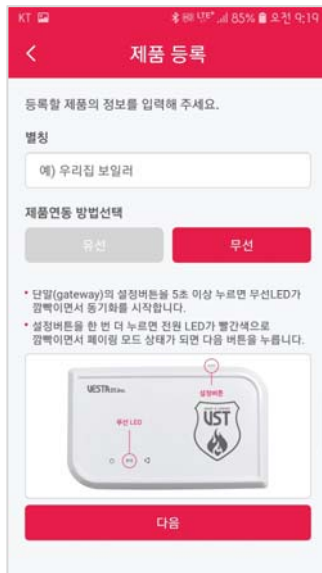 KT 85% 오전 9:19
제품 등록
등록할 제품의 정보를 입력해 주세요.
별칭
예) 우리집 보일러
제품연동 방법선택
유선 무선
• 단말(gateway)의 설정버튼을 5초 이상 누르면 무선LED가
깜빡이면서 동기화를 시작합니다.
• 설정버튼을 한 번 더 누르면 전원 LED가 빨간색으로
깜빡이면서 페어링 모드 상태가 되면 다음 버튼을 누릅니다.
설정버튼
무선 LED
UST
다음